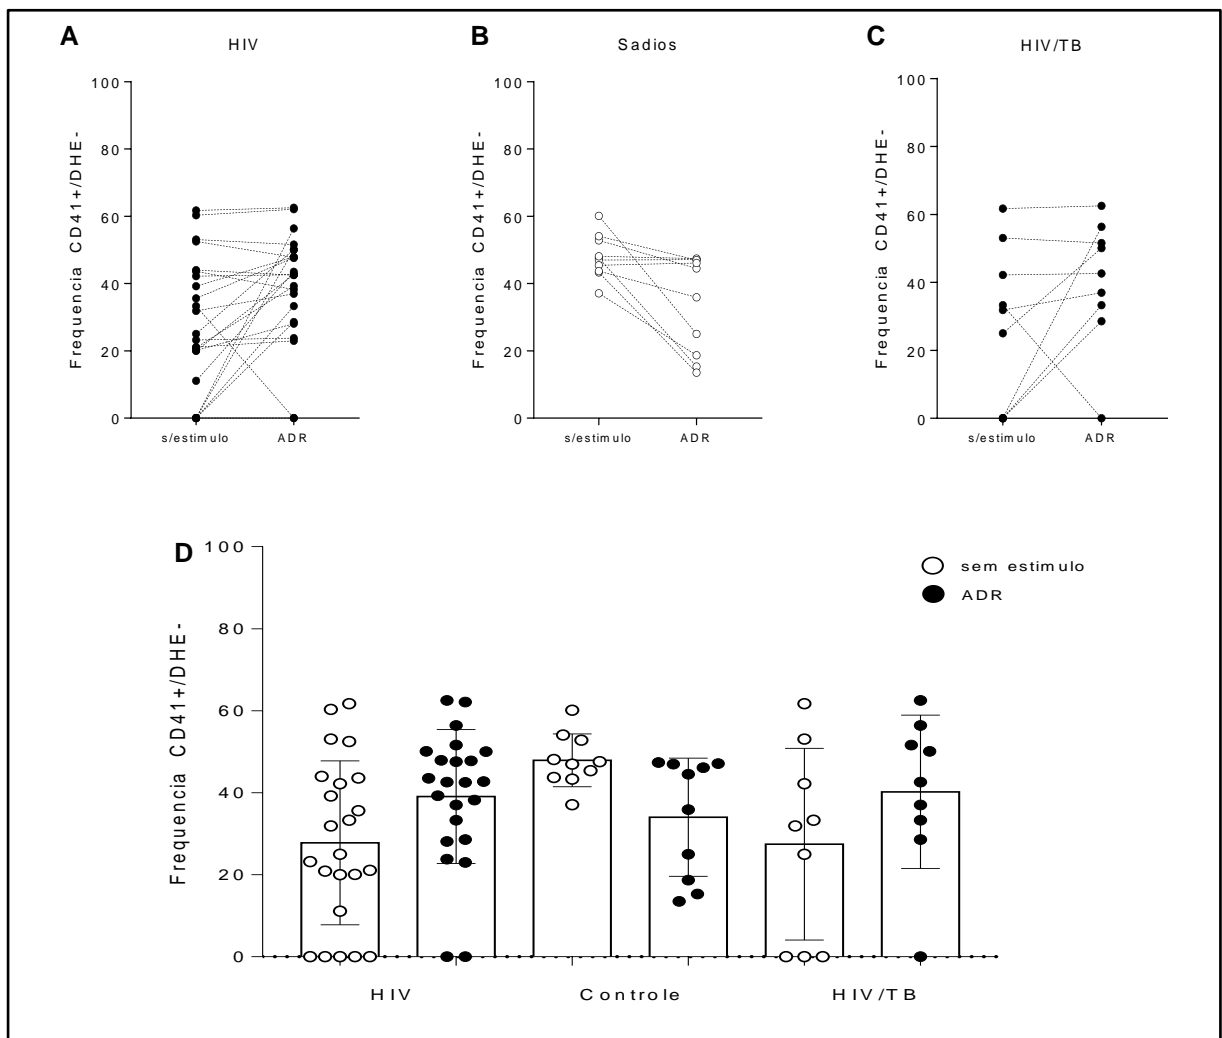 A HIV
B Sadios
C HIV/TB
Frequencia CD41+/DHE-
100
80
60
40
20
0
s/estimulo ADR
Frequencia CD41+/DHE-
100
80
60
40
20
0
s/estimulo ADR
Frequencia CD41+/DHE-
100
80
60
40
20
0
s/estimulo ADR
D
Frequencia CD41+/DHE-
100
80
60
40
20
0
sem estimulo
ADR
HIV Controle HIV/TB